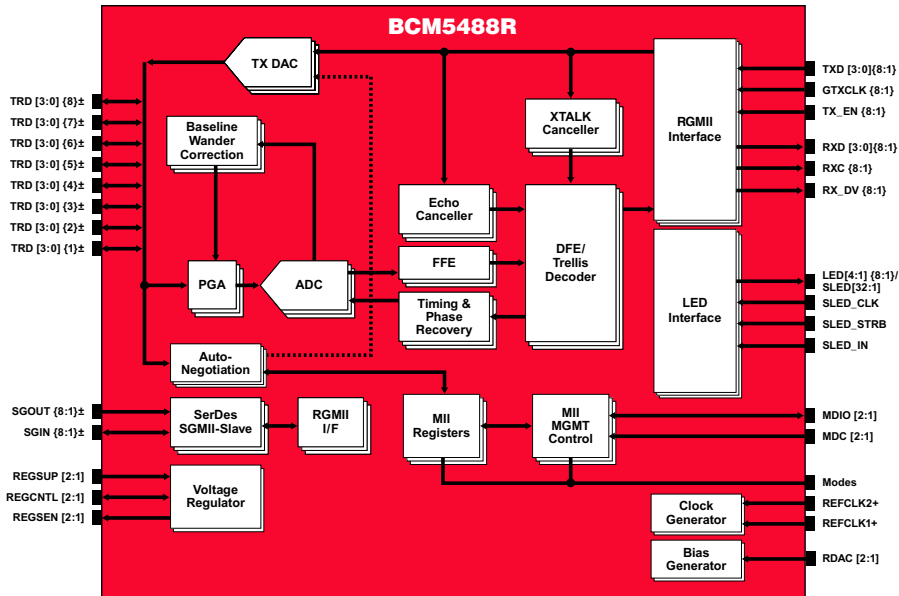 BCM5488R
TX DAC
TXD [3:0]{8:1}
GTXCLK {8:1}
TX_EN {8:1}
RXD [3:0]{8:1}
RXC {8:1}
RX_DV {8:1}
RGMII
Interface
XTALK
Canceller
TRD [3:0] {8}±
TRD [3:0] {7}±
TRD [3:0] {6}±
TRD [3:0] {5}±
TRD [3:0] {4}±
TRD [3:0] {3}±
TRD [3:0] {2}±
TRD [3:0] {1}±
Baseline
Wander
Correction
Echo
Canceller
DFE/
Trellis
Decoder
PGA
ADC
FFE
Timing &
Phase
Recovery
LED
Interface
LED[4:1] {8:1}/
SLED[32:1]
SLED_CLK
SLED_STRB
SLED_IN
Auto-
Negotiation
SGOUT {8:1}±
SGIN {8:1}±
SerDes
SGMII-Slave
RGMII
I/F
MII
Registers
MII
MGMT
Control
MDIO [2:1]
MDC [2:1]
REGSUP [2:1]
REGCNTL [2:1]
REGSEN [2:1]
Voltage
Regulator
Modes
Clock
Generator
REFCLK2+
REFCLK1+
Bias
Generator
RDAC [2:1]